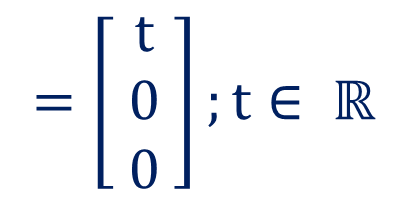 = [ t 0 0 ] ; t ∈ ℝ